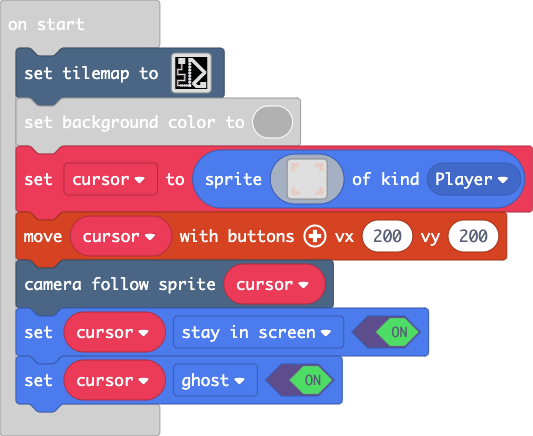 on start
set tilemap to
set background color to
set cursor to sprite of kind Player
move cursor with buttons vx 200 vy 200
camera follow sprite cursor
set cursor stay in screen ON
set cursor ghost ON